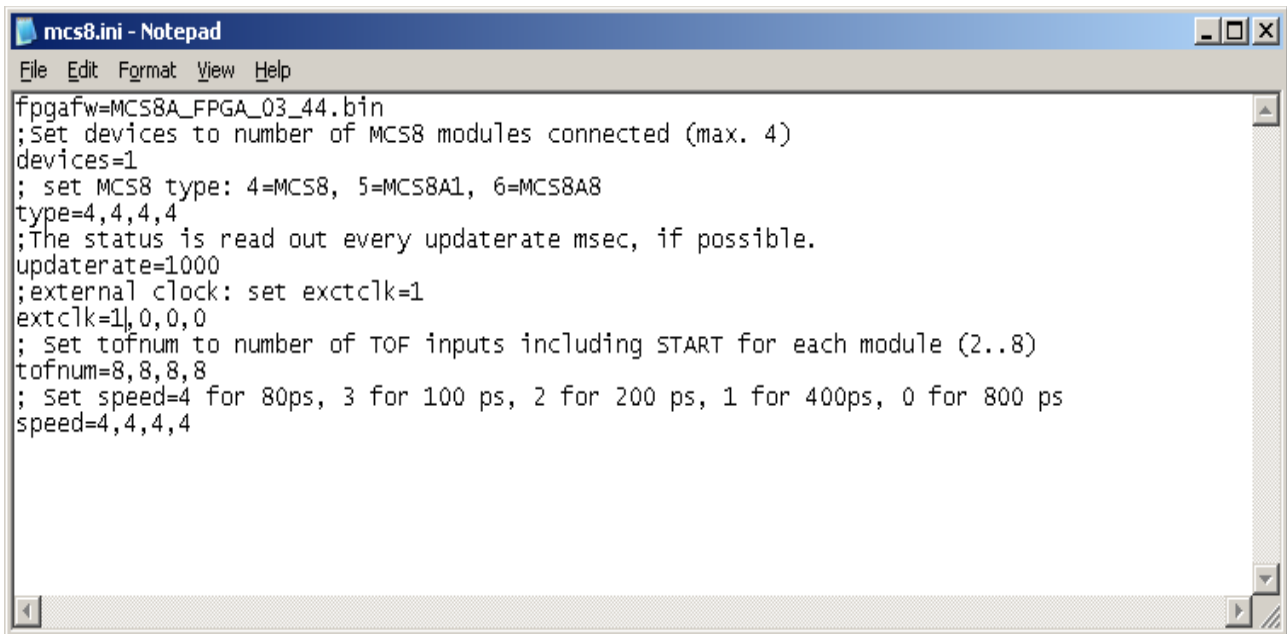 mcs8.ini - Notepad
File Edit Format View Help
fpgafw=MCS8A_FPGA_03_44.bin
;Set devices to number of MCS8 modules connected (max. 4)
devices=1
; set MCS8 type: 4=MCS8, 5=MCS8A1, 6=MCS8A8
type=4,4,4,4
;The status is read out every updaterate msec, if possible.
updaterate=1000
;external clock: set exctclk=1
extclk=1,0,0,0
; Set tofnum to number of TOF inputs including START for each module (2..8)
tofnum=8,8,8,8
; Set speed=4 for 80ps, 3 for 100 ps, 2 for 200 ps, 1 for 400ps, 0 for 800 ps
speed=4,4,4,4